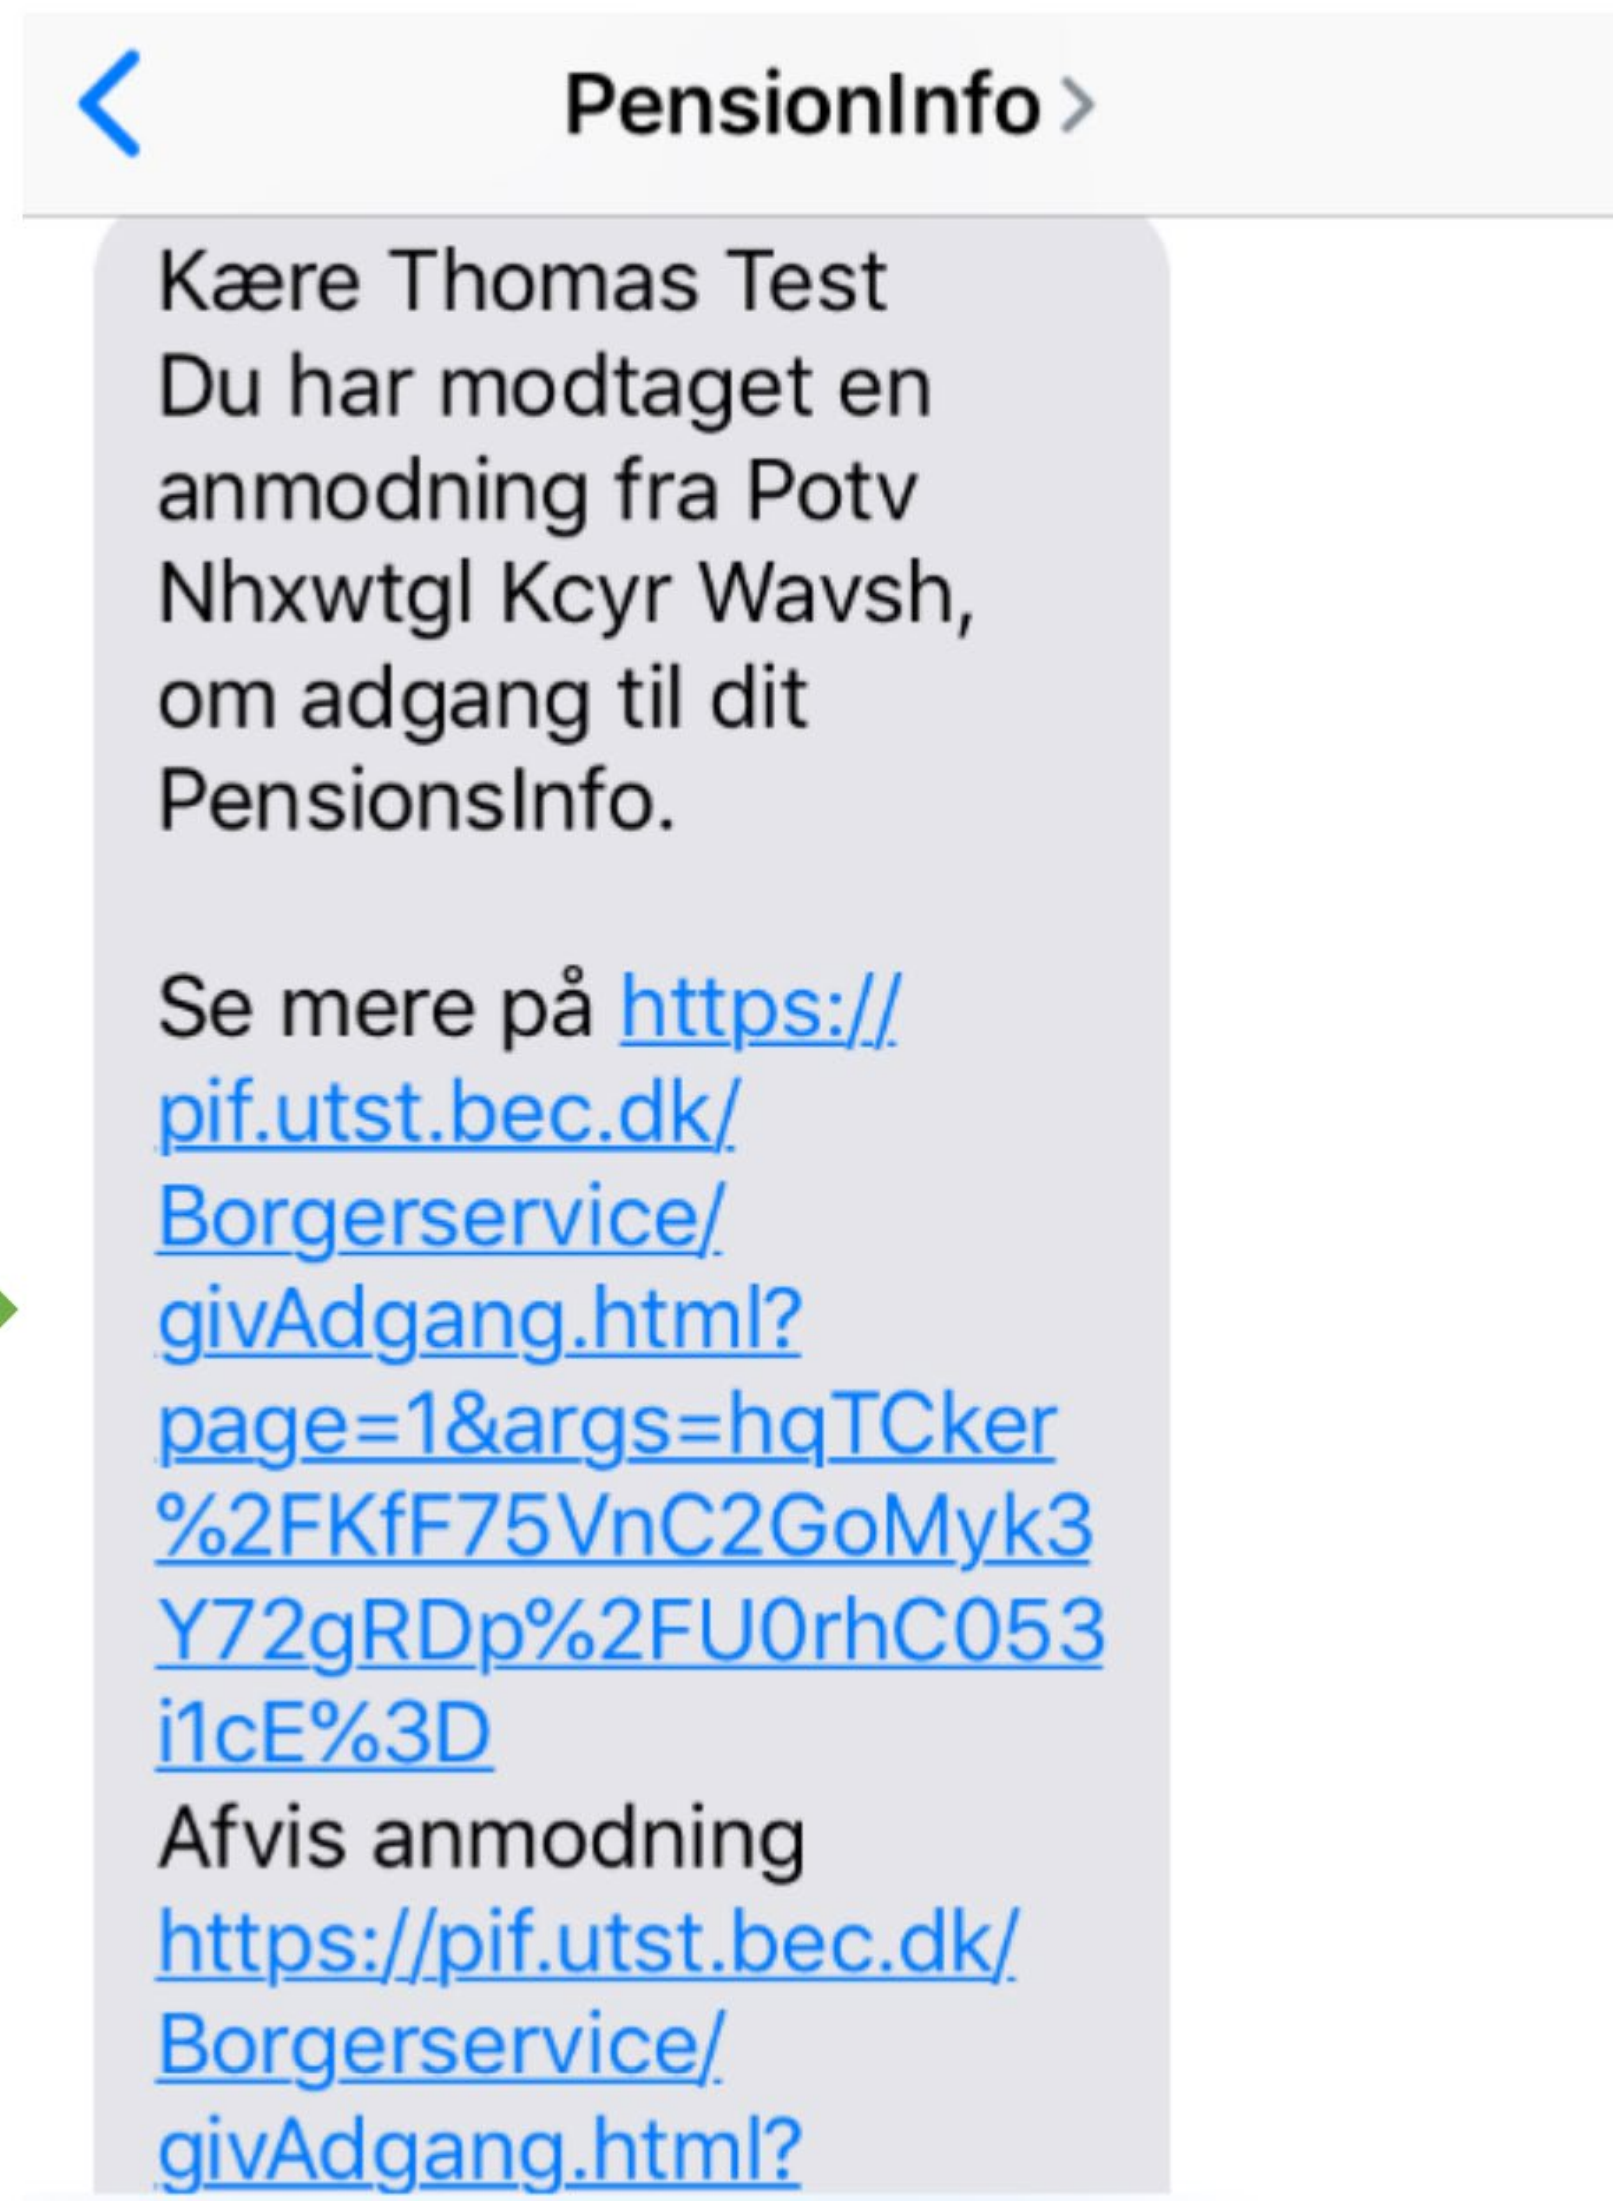 PensionInfo
Kære Thomas Test
Du har modtaget en
anmodning fra Potv
Nhxwtgl Kcyr Wavsh,
om adgang til dit
PensionsInfo.
Se mere på https://
pif.utst.bec.dk/
Borgerservice/
givAdgang.html?
page=1&args=hqTCker
%2FKfF75VnC2GoMyk3
Y72gRDp%2FU0rhC053
i1cE%3D
Afvis anmodning
https://pif.utst.bec.dk/
Borgerservice/
givAdgang.html?